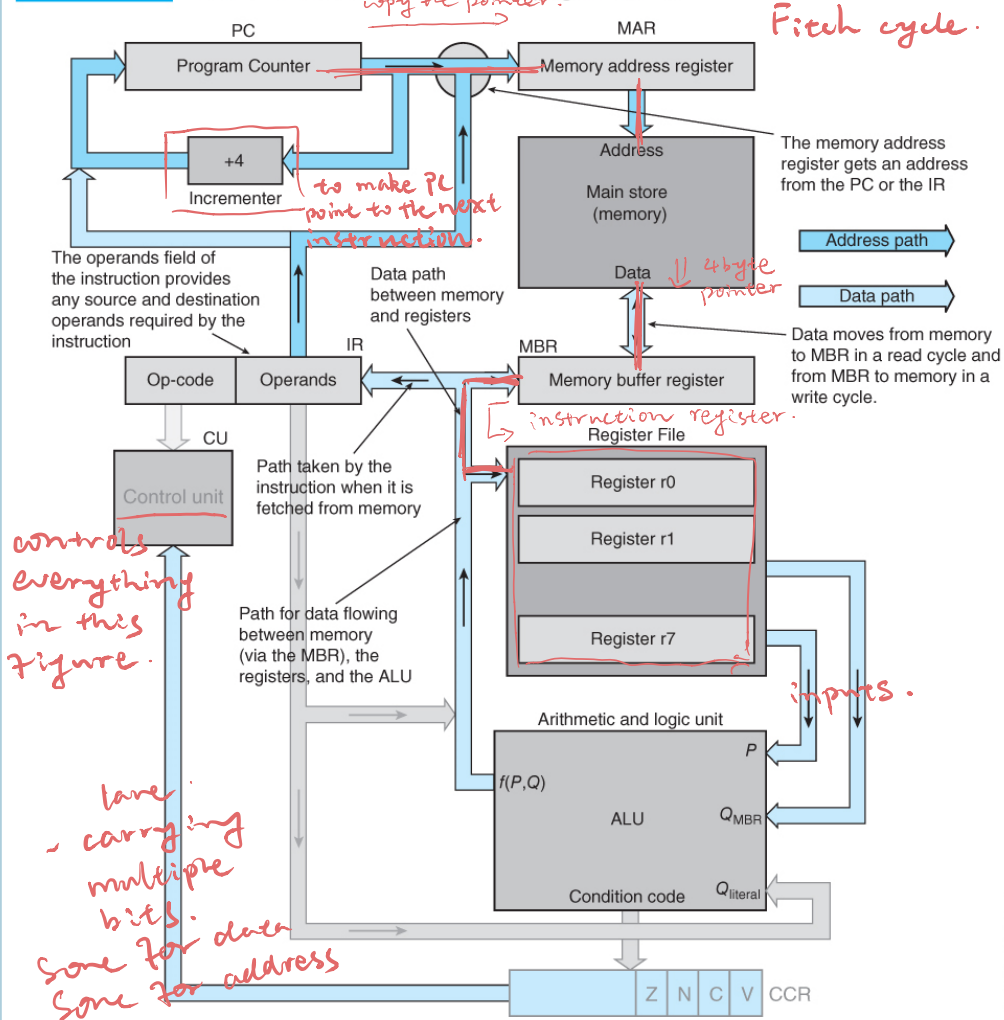 copy the pointer.
Fitch cycle.
PC
MAR
Program Counter
Memory address register
The memory address
register gets an address
from the PC or the IR
+4
Incrementer
to make PC
point to the next
instruction.
Address
Main store
(memory)
Data
4 byte
pointer
Address path
Data path
The operands field of
the instruction provides
any source and destination
operands required by the
instruction
Data path
between memory
and registers
Data moves from memory
to MBR in a read cycle and
from MBR to memory in a
write cycle.
IR
MBR
Op-code
Operands
Memory buffer register
instruction register.
CU
Control unit
controls
everything
in this
Figure.
Path taken by the
instruction when it is
fetched from memory
Register File
Register r0
Register r1
Register r7
Path for data flowing
between memory
(via the MBR), the
registers, and the ALU
inputs.
Arithmetic and logic unit
P
f(P,Q)
ALU
QMBR
Qliteral
Condition code
lane.
- carrying
multiple
bits.
Some for data
Some for address
Z N C V CCR